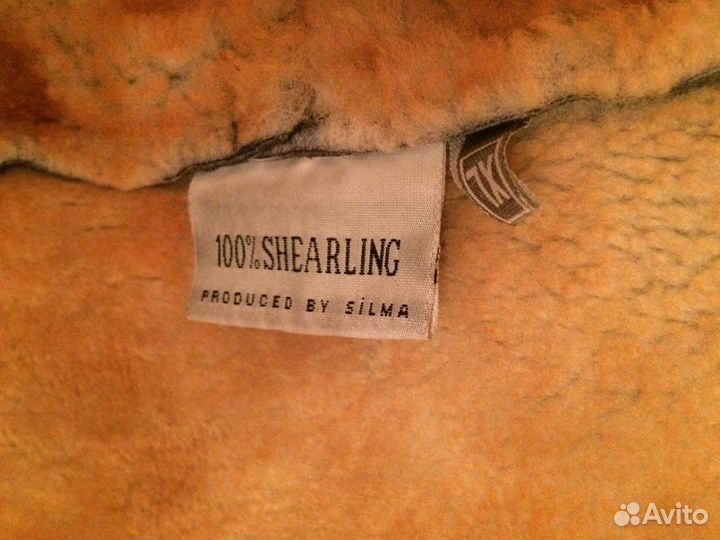 100% SHEARLING
PRODUCED BY SİLMA
Avito